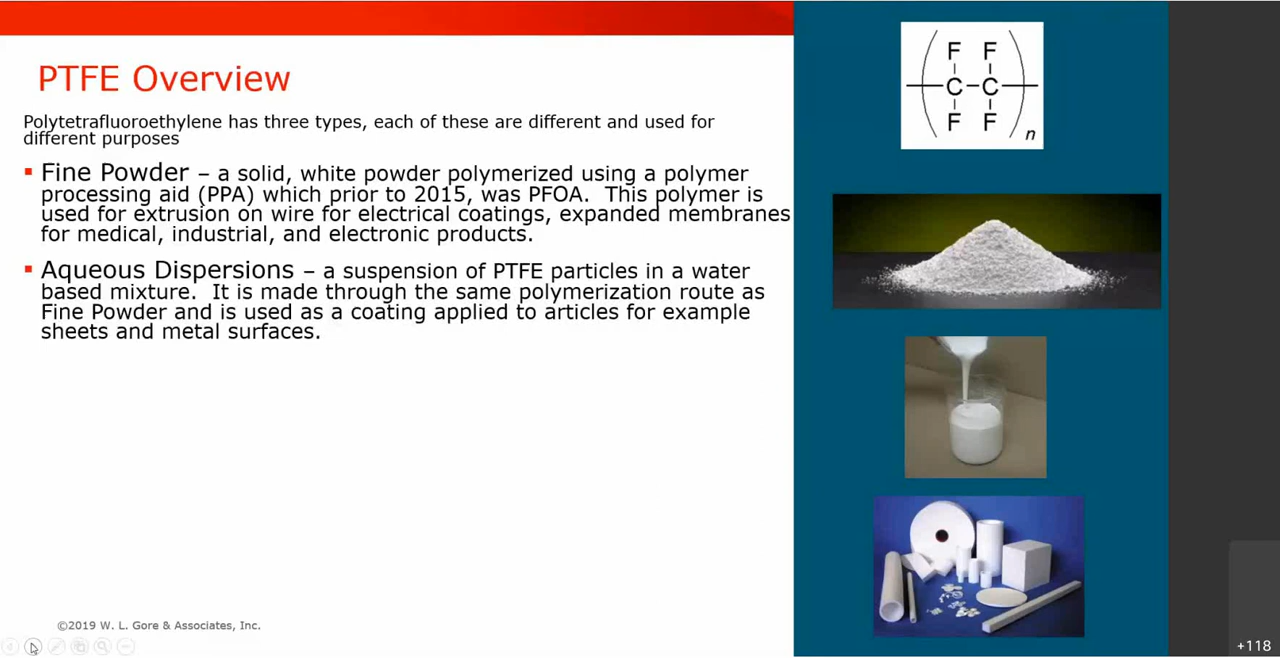 PTFE Overview
Polytetrafluoroethylene has three types, each of these are different and used for
different purposes
▪ Fine Powder – a solid, white powder polymerized using a polymer
processing aid (PPA) which prior to 2015, was PFOA.  This polymer is
used for extrusion on wire for electrical coatings, expanded membranes
for medical, industrial, and electronic products.
▪ Aqueous Dispersions – a suspension of PTFE particles in a water
based mixture.  It is made through the same polymerization route as
Fine Powder and is used as a coating applied to articles for example
sheets and metal surfaces.
©2019 W. L. Gore & Associates, Inc.
F F
C C
F F
n
+118